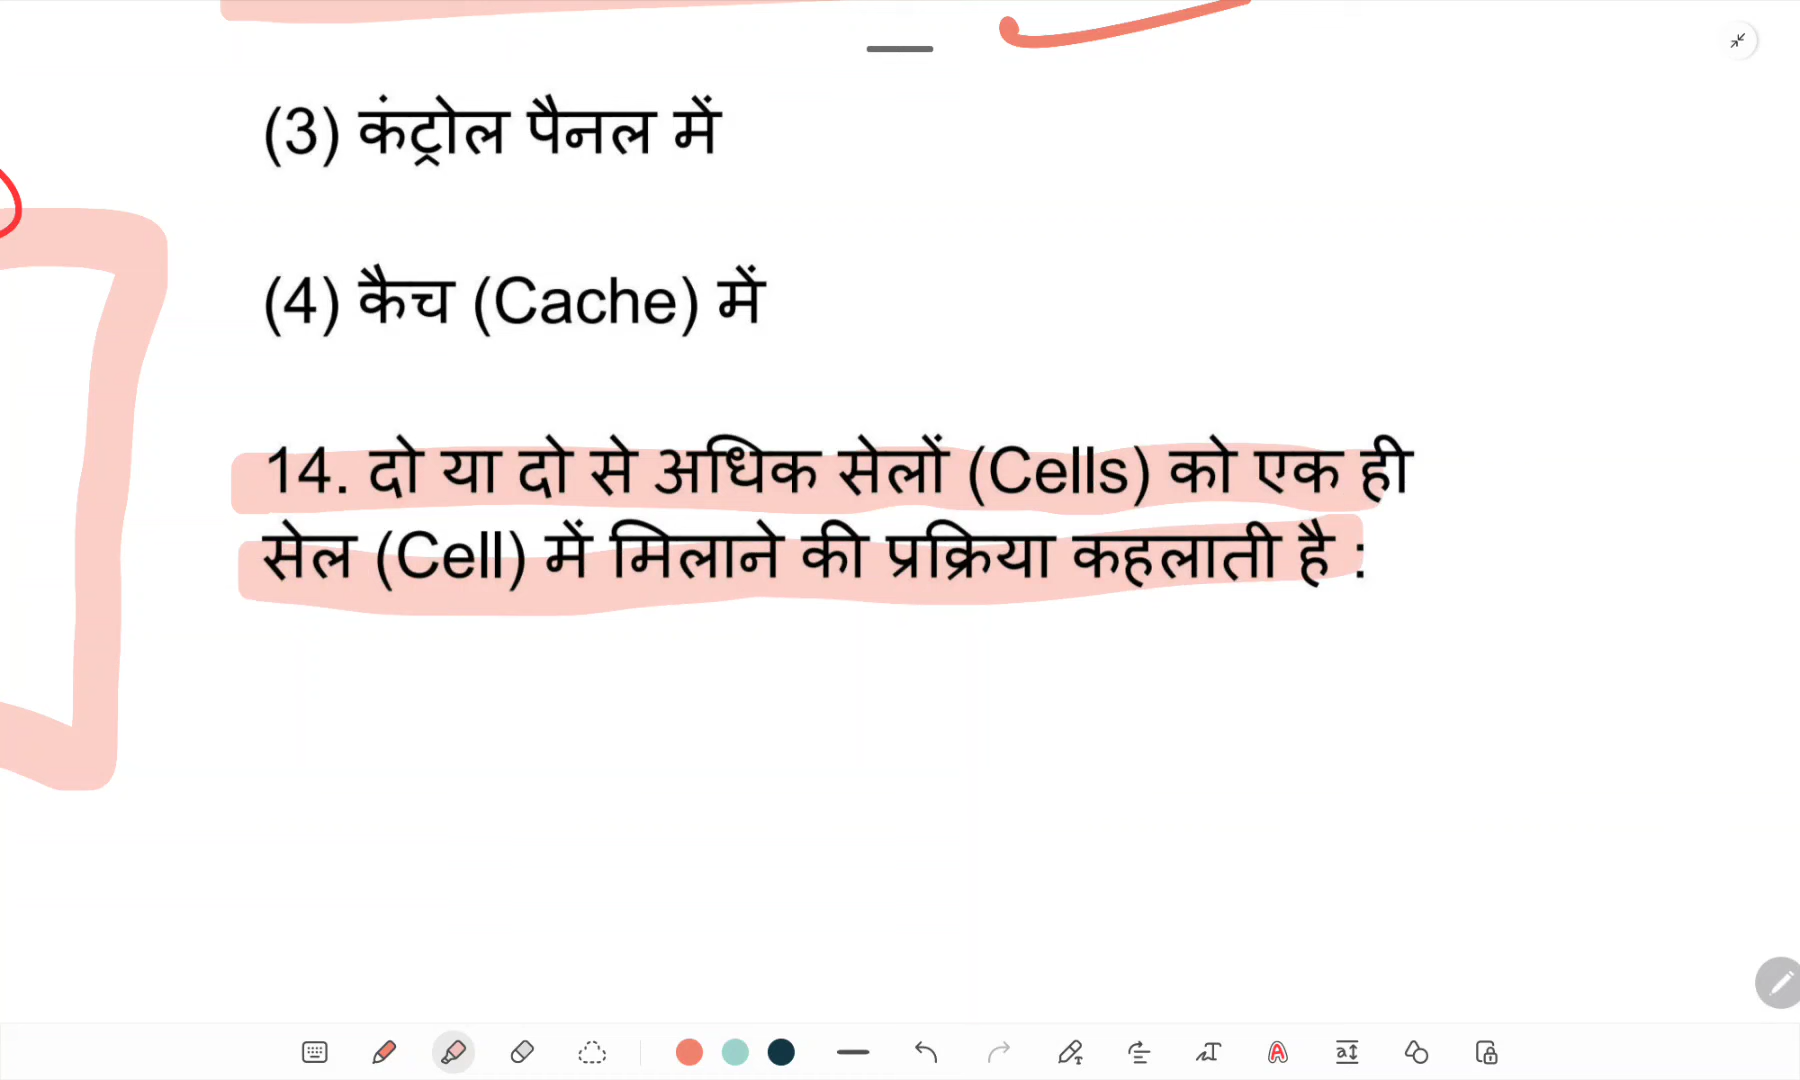 (3) कंट्रोल पैनल में
(4) कैच (Cache) में
14. दो या दो से अधिक सेलों (Cells) को एक ही
सेल (Cell) में मिलाने की प्रक्रिया कहलाती है :